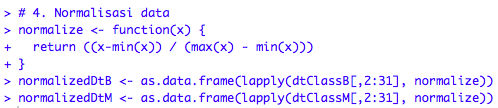 > # 4. Normalisasi data
> normalize <- function(x) {
+   return ((x-min(x)) / (max(x) - min(x)))
+ }
> normalizedDtB <- as.data.frame(lapply(dtClassB[,2:31], normalize))
> normalizedDtM <- as.data.frame(lapply(dtClassM[,2:31], normalize))